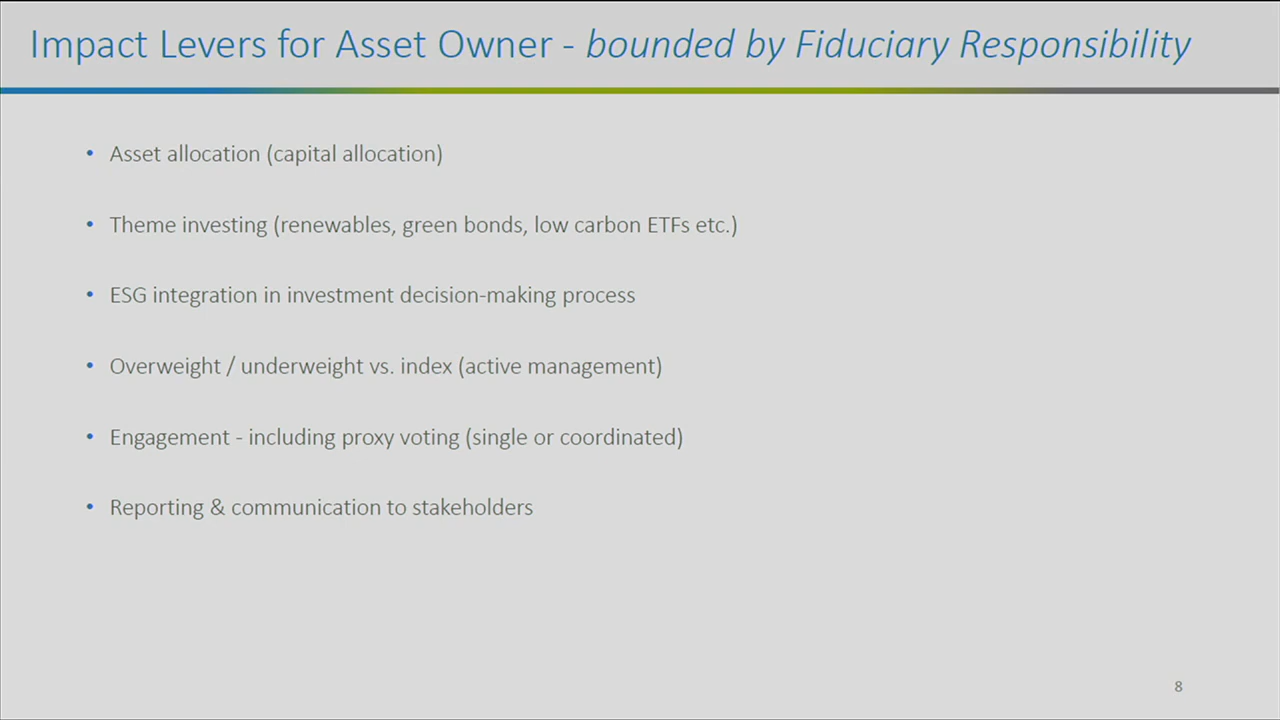 Impact Levers for Asset Owner - bounded by Fiduciary Responsibility
• Asset allocation (capital allocation)
• Theme investing (renewables, green bonds, low carbon ETFs etc.)
• ESG integration in investment decision-making process
• Overweight / underweight vs. index (active management)
• Engagement - including proxy voting (single or coordinated)
• Reporting & communication to stakeholders
8